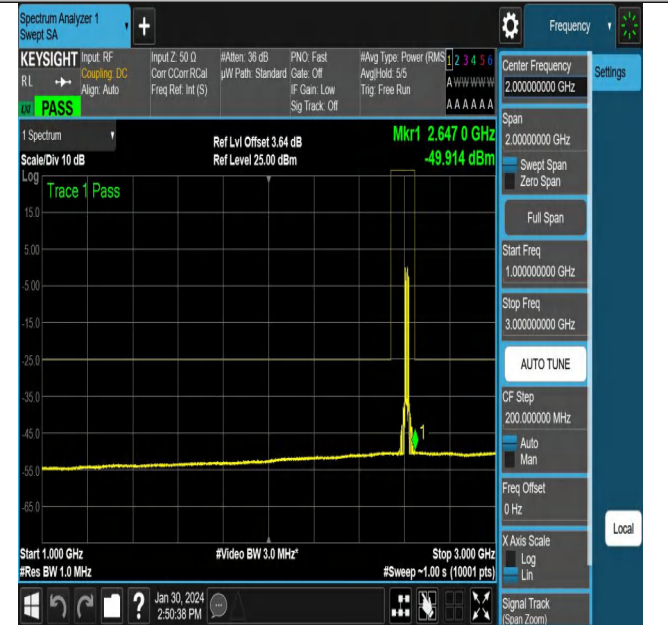 Spectrum Analyzer 1
Swept SA
+
Frequency
KEYSIGHT
RL
LXI PASS
Input: RF
Coupling: DC
Align: Auto
Input Z: 50 Ω
Corr CCorr RCal
Freq Ref: Int (S)
#Atten: 36 dB
µW Path: Standard
PNO: Fast
Gate: Off
IF Gain: Low
Sig Track: Off
#Avg Type: Power (RMS
Avg|Hold: 5/5
Trig: Free Run
1 2 3 4 5 6
A W W W W W
A A A A A A
1 Spectrum
Scale/Div 10 dB
Ref Lvl Offset 3.64 dB
Ref Level 25.00 dBm
Mkr1 2.647 0 GHz
-49.914 dBm
Log
Trace 1 Pass
15.0
5.00
-5.00
-15.0
-25.0
-35.0
-45.0
-55.0
-65.0
1
Start 1.000 GHz
#Res BW 1.0 MHz
#Video BW 3.0 MHz*
Stop 3.000 GHz
#Sweep ~1.00 s (10001 pts)
Center Frequency
2.000000000 GHz
Settings
Span
2.00000000 GHz
Swept Span
Zero Span
Full Span
Start Freq
1.000000000 GHz
Stop Freq
3.000000000 GHz
AUTO TUNE
CF Step
200.000000 MHz
Auto
Man
Freq Offset
0 Hz
X Axis Scale
Log
Lin
Local
Signal Track
(Span Zoom)
?
Jan 30, 2024
2:50:38 PM